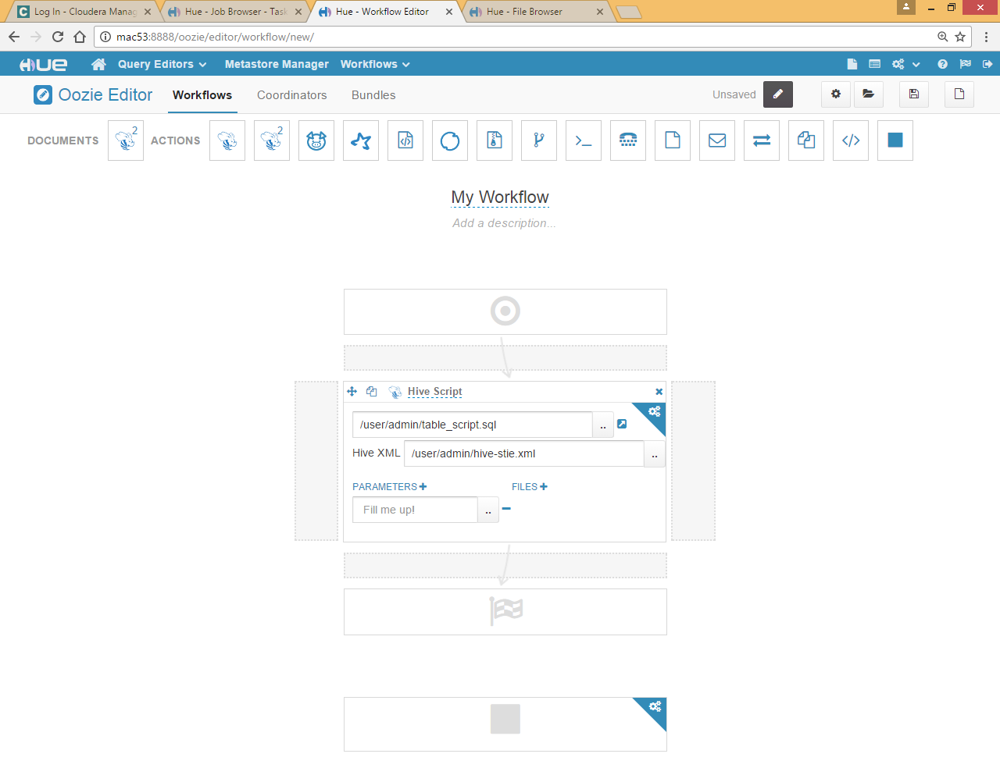 Log In - Cloudera Manag
Hue - Job Browser - Task
Hue - Workflow Editor
Hue - File Browser
mac53:8888/oozie/editor/workflow/new/
HUE
Query Editors
Metastore Manager
Workflows
Oozie Editor
Workflows
Coordinators
Bundles
Unsaved
DOCUMENTS
2
ACTIONS
2
My Workflow
Add a description...
Hive Script
/user/admin/table_script.sql
..
Hive XML
/user/admin/hive-stie.xml
..
PARAMETERS
FILES
Fill me up!
..